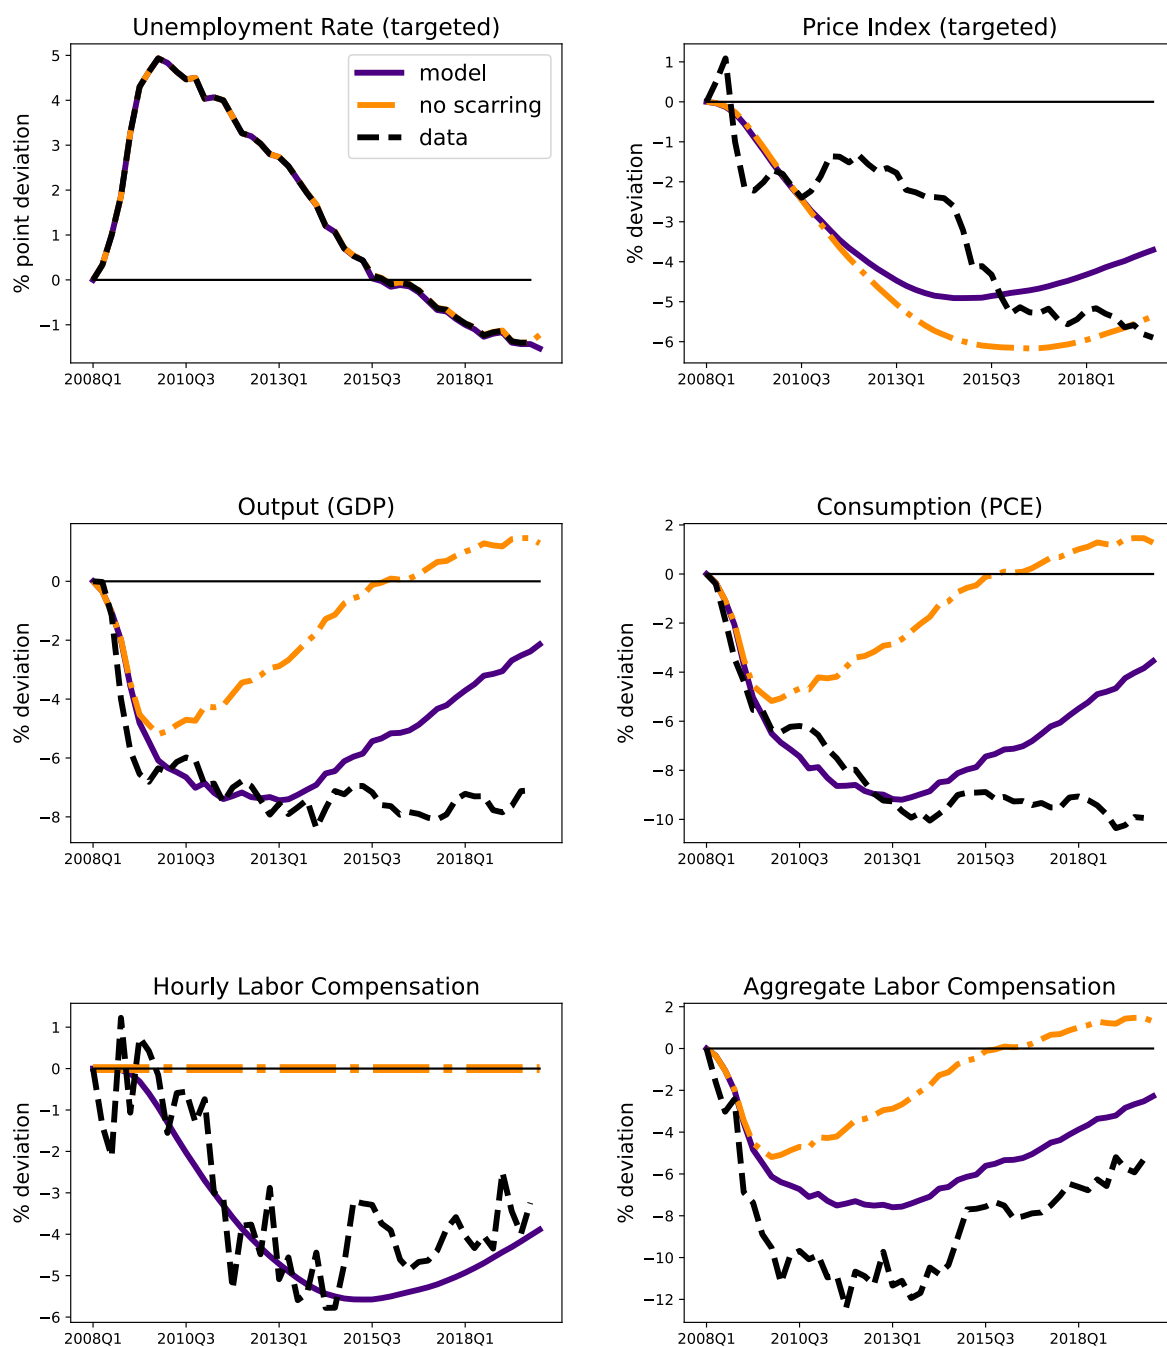 Unemployment Rate (targeted)
% point deviation
5
4
3
2
1
0
−1
model
no scarring
data
2008Q1 2010Q3 2013Q1 2015Q3 2018Q1
Price Index (targeted)
% deviation
1
0
−1
−2
−3
−4
−5
−6
2008Q1 2010Q3 2013Q1 2015Q3 2018Q1
Output (GDP)
% deviation
0
−2
−4
−6
−8
2008Q1 2010Q3 2013Q1 2015Q3 2018Q1
Consumption (PCE)
% deviation
2
0
−2
−4
−6
−8
−10
2008Q1 2010Q3 2013Q1 2015Q3 2018Q1
Hourly Labor Compensation
% deviation
1
0
−1
−2
−3
−4
−5
−6
2008Q1 2010Q3 2013Q1 2015Q3 2018Q1
Aggregate Labor Compensation
% deviation
2
0
−2
−4
−6
−8
−10
−12
2008Q1 2010Q3 2013Q1 2015Q3 2018Q1